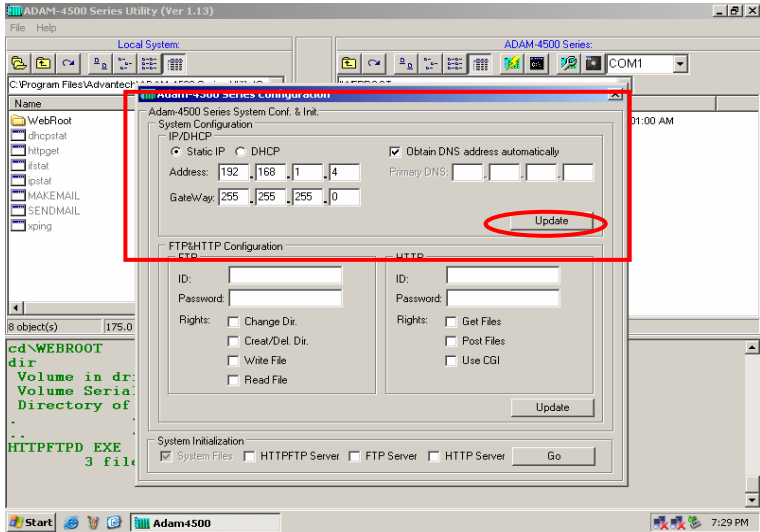 ADAM-4500 Series Utility (Ver 1.13)
File Help
Local System:
ADAM-4500 Series:
COM1
C:\Program Files\Advantech\ADAM-4500 Series
\WEBROOT
Name
WebRoot
dhcpstat
httpget
ifstat
ipstat
MAKEMAIL
SENDMAIL
xping
01:00 AM
8 object(s)
175.0
Adam-4500 Series Configuration
Adam-4500 Series System Conf. & Init.
System Configuration
IP/DHCP
Static IP DHCP
Obtain DNS address automatically
Address: 192 . 168 . 1 . 4
Primary DNS:
GateWay: 255 . 255 . 255 . 0
Update
FTP&HTTP Configuration
FTP
ID:
Password:
Rights: Change Dir.
Creat/Del. Dir.
Write File
Read File
HTTP
ID:
Password:
Rights: Get Files
Post Files
Use CGI
Update
System Initialization
System Files HTTPFTP Server FTP Server HTTP Server Go
cd\WEBROOT
dir
Volume in dr
Volume Seria
Directory of
.
..
HTTPFTPD EXE
3 file
Start
Adam4500
7:29 PM